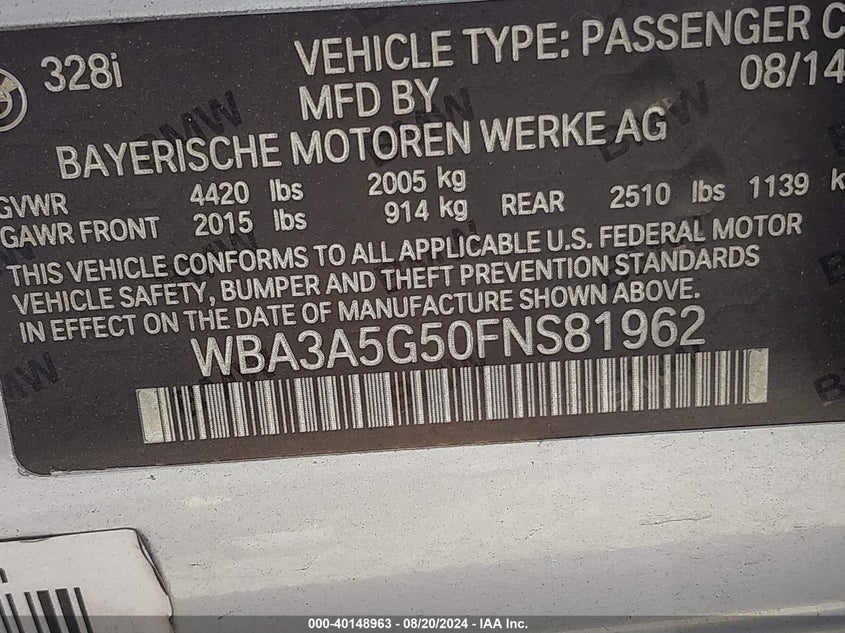 328i
VEHICLE TYPE: PASSENGER C
MFD BY
08/14
BAYERISCHE MOTOREN WERKE AG
GVWR 4420 lbs 2005 kg
GAWR FRONT 2015 lbs 914 kg REAR 2510 lbs 1139 k
THIS VEHICLE CONFORMS TO ALL APPLICABLE U.S. FEDERAL MOTOR
VEHICLE SAFETY, BUMPER AND THEFT PREVENTION STANDARDS
IN EFFECT ON THE DATE OF MANUFACTURE SHOWN ABOVE.
WBA3A5G50FNS81962
000-40148963 - 08/20/2024 - IAA Inc.